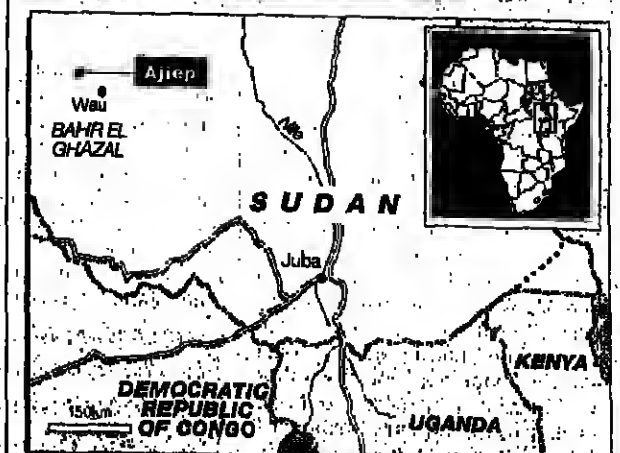 Ajiep
Wau
BAHR EL
GHAZAL
Nile
SUDAN
Juba
KENYA
DEMOCRATIC
REPUBLIC
OF CONGO
150km
UGANDA